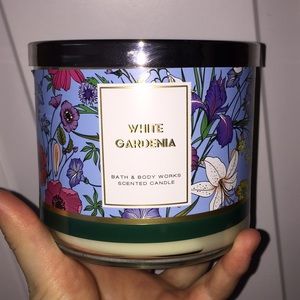 WHITE
GARDENIA
BATH & BODY WORKS
SCENTED CANDLE